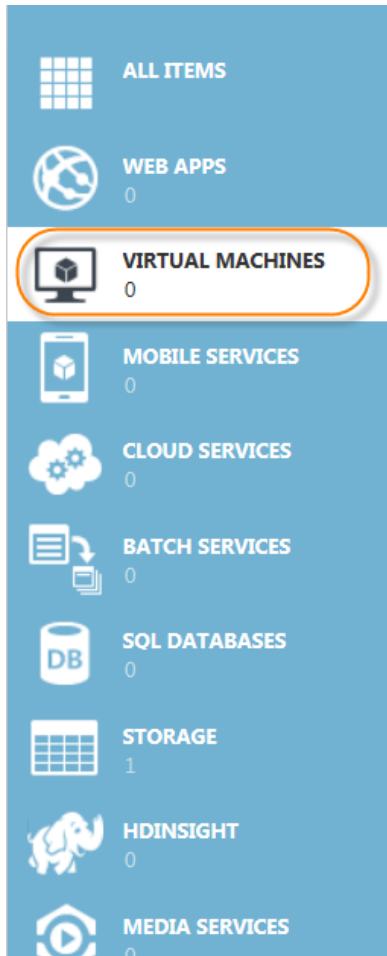 ALL ITEMS
WEB APPS
0
VIRTUAL MACHINES
0
MOBILE SERVICES
0
CLOUD SERVICES
0
BATCH SERVICES
0
DB
SQL DATABASES
0
STORAGE
1
HDINSIGHT
0
MEDIA SERVICES
0